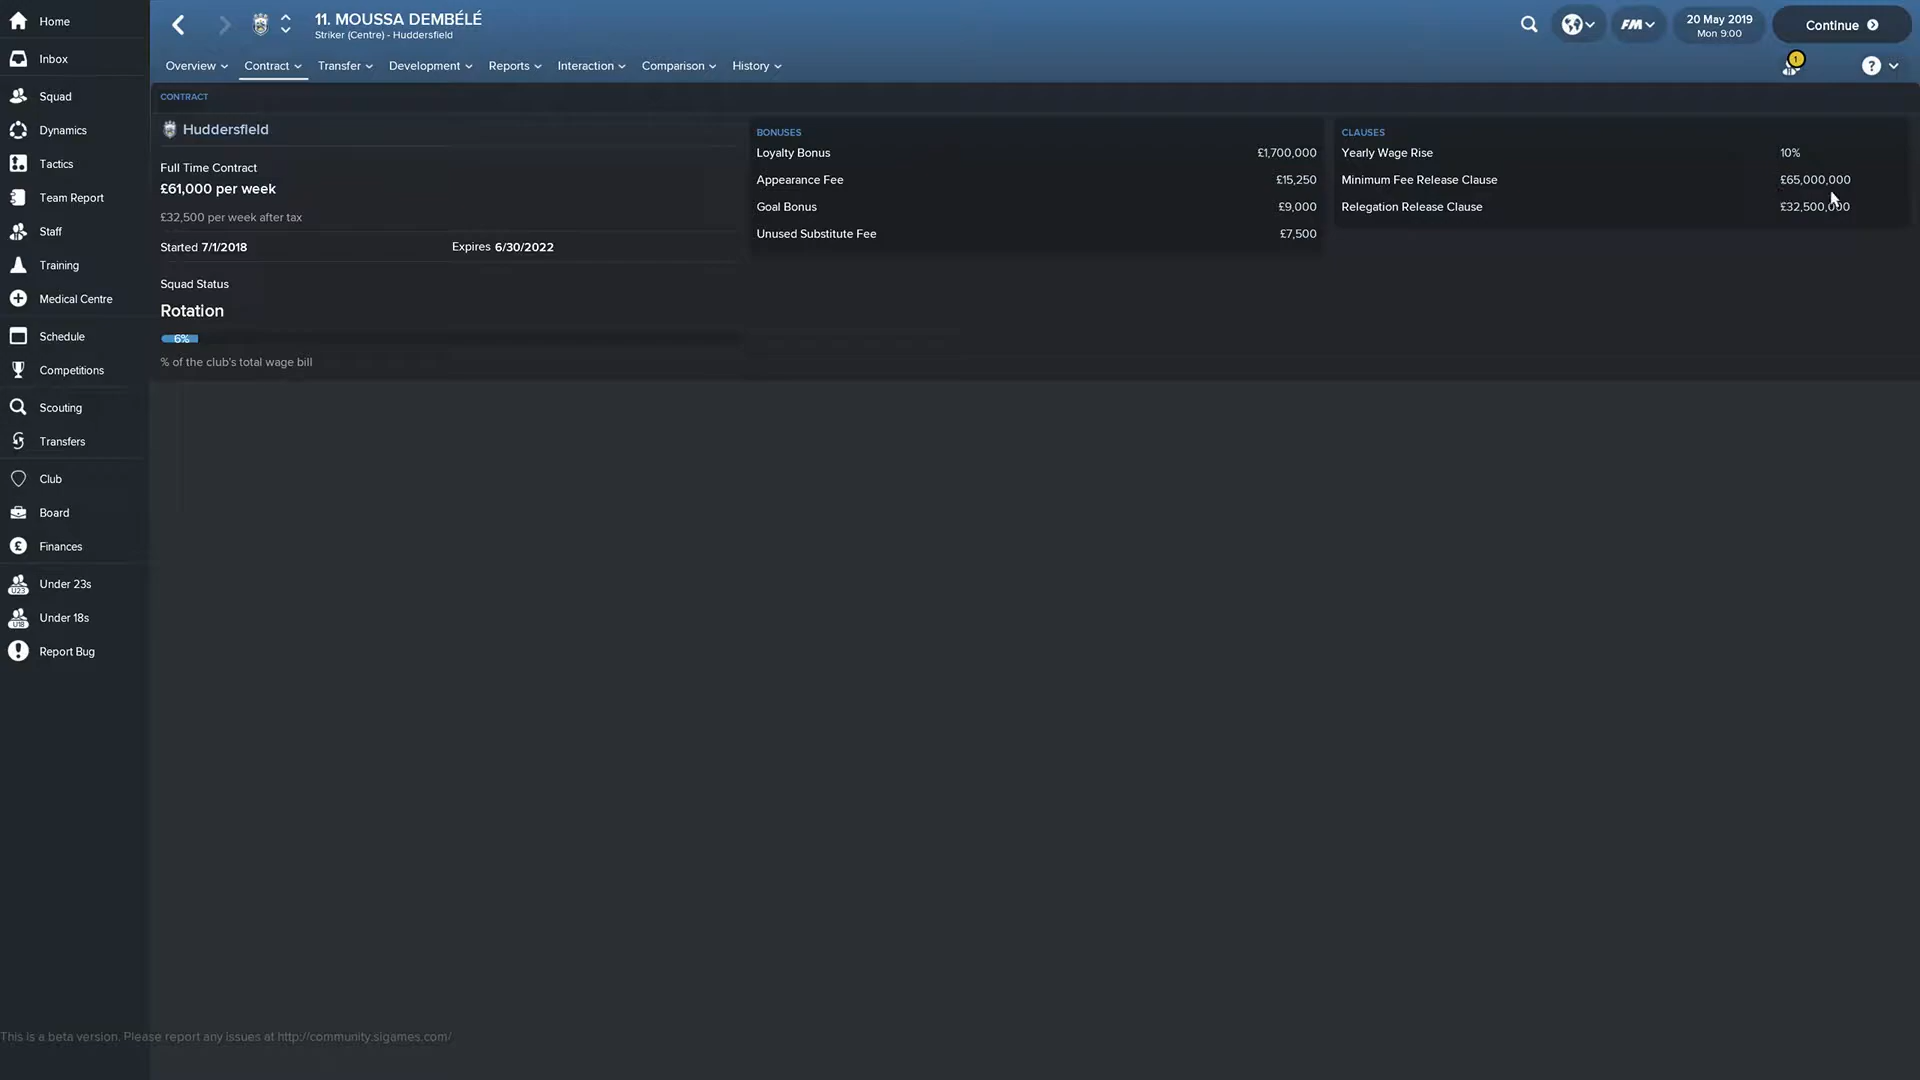 Home
Inbox
Squad
Dynamics
Tactics
Team Report
Staff
Training
Medical Centre
Schedule
Competitions
Scouting
Transfers
Club
Board
Finances
Under 23s
Under 18s
Report Bug
11. MOUSSA DEMBÉLÉ
Striker (Centre) - Huddersfield
FM
20 May 2019
Mon 9:00
Continue
Overview
Contract
Transfer
Development
Reports
Interaction
Comparison
History
1
?
CONTRACT
Huddersfield
Full Time Contract
£61,000 per week
£32,500 per week after tax
Started 7/1/2018 Expires 6/30/2022
Squad Status
Rotation
6%
% of the club's total wage bill
BONUSES
Loyalty Bonus £1,700,000
Appearance Fee £15,250
Goal Bonus £9,000
Unused Substitute Fee £7,500
CLAUSES
Yearly Wage Rise 10%
Minimum Fee Release Clause £65,000,000
Relegation Release Clause £32,500,000
This is a beta version. Please report any issues at http://community.sigames.com/